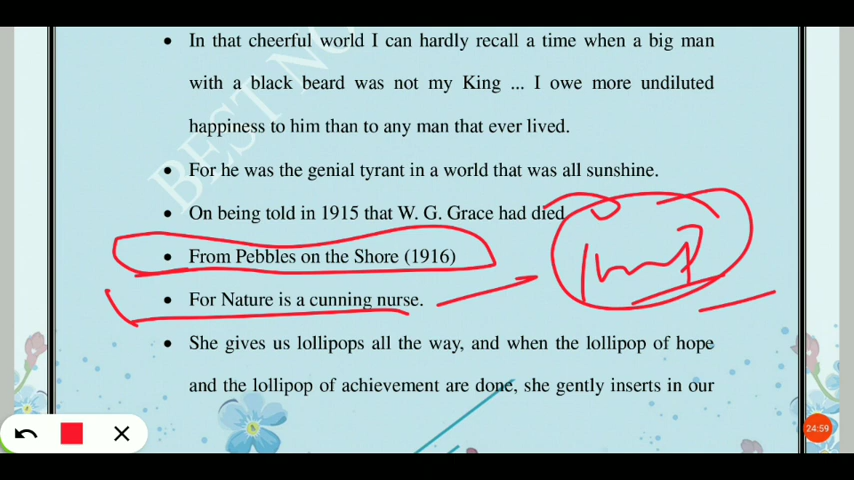 • In that cheerful world I can hardly recall a time when a big man
with a black beard was not my King ... I owe more undiluted
happiness to him than to any man that ever lived.
• For he was the genial tyrant in a world that was all sunshine.
• On being told in 1915 that W. G. Grace had died
• From Pebbles on the Shore (1916)
• For Nature is a cunning nurse.
• She gives us lollipops all the way, and when the lollipop of hope
and the lollipop of achievement are done, she gently inserts in our
24:59
BEST NO